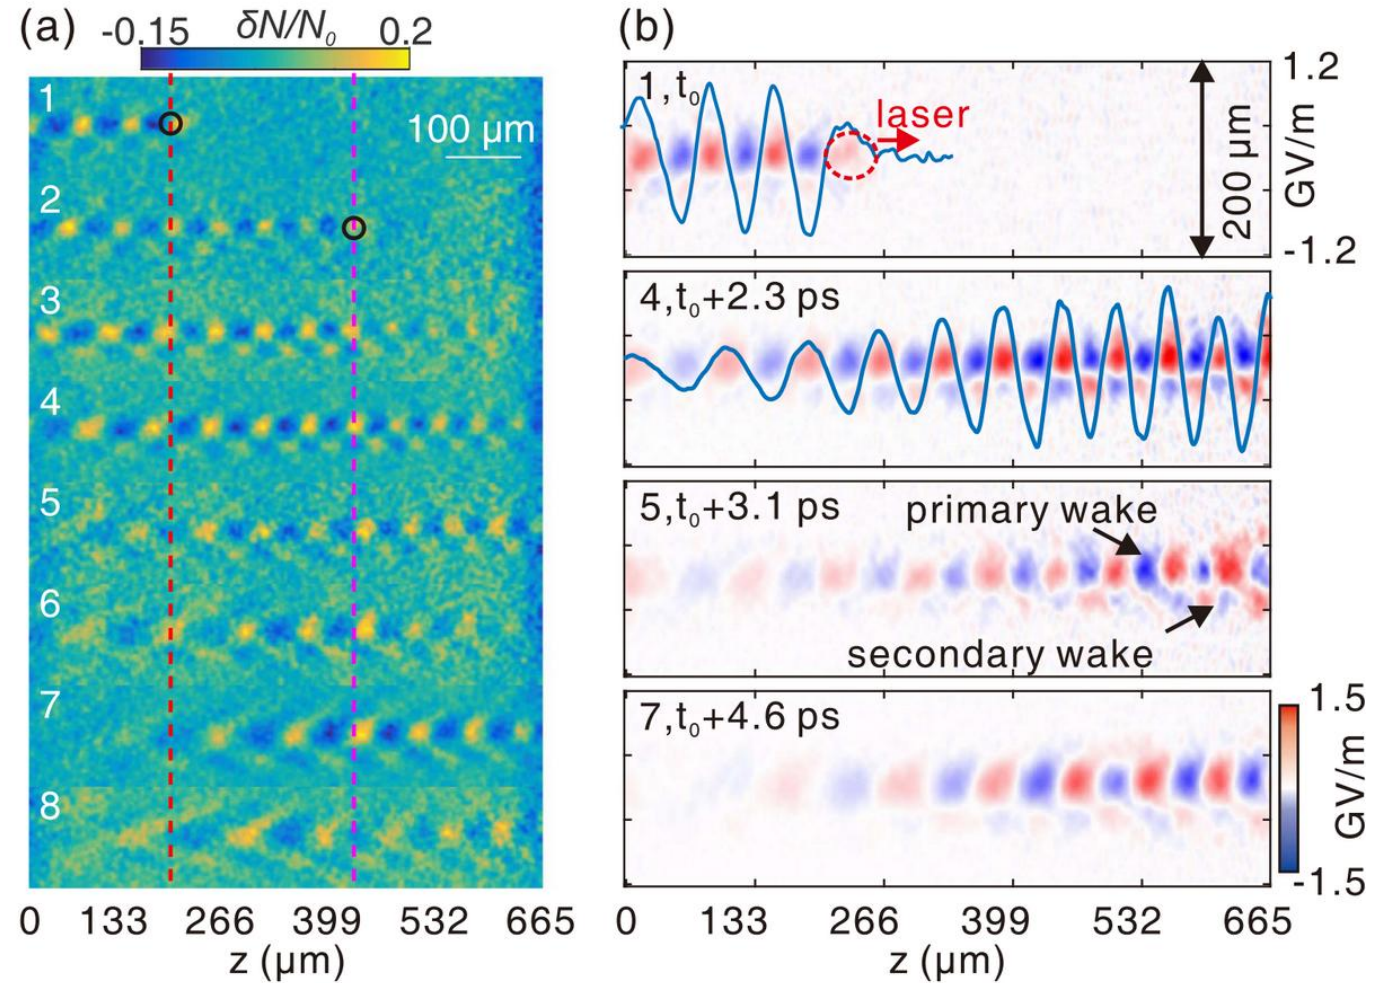 (a)
-0.15 δN/N₀ 0.2
1
100 μm
2
3
4
5
6
7
8
0 133 266 399 532 665
z (μm)
(b)
1,t₀
laser
200 μm
1.2
GV/m
-1.2
4,t₀+2.3 ps
5,t₀+3.1 ps
primary wake
secondary wake
7,t₀+4.6 ps
1.5
GV/m
-1.5
0 133 266 399 532 665
z (μm)